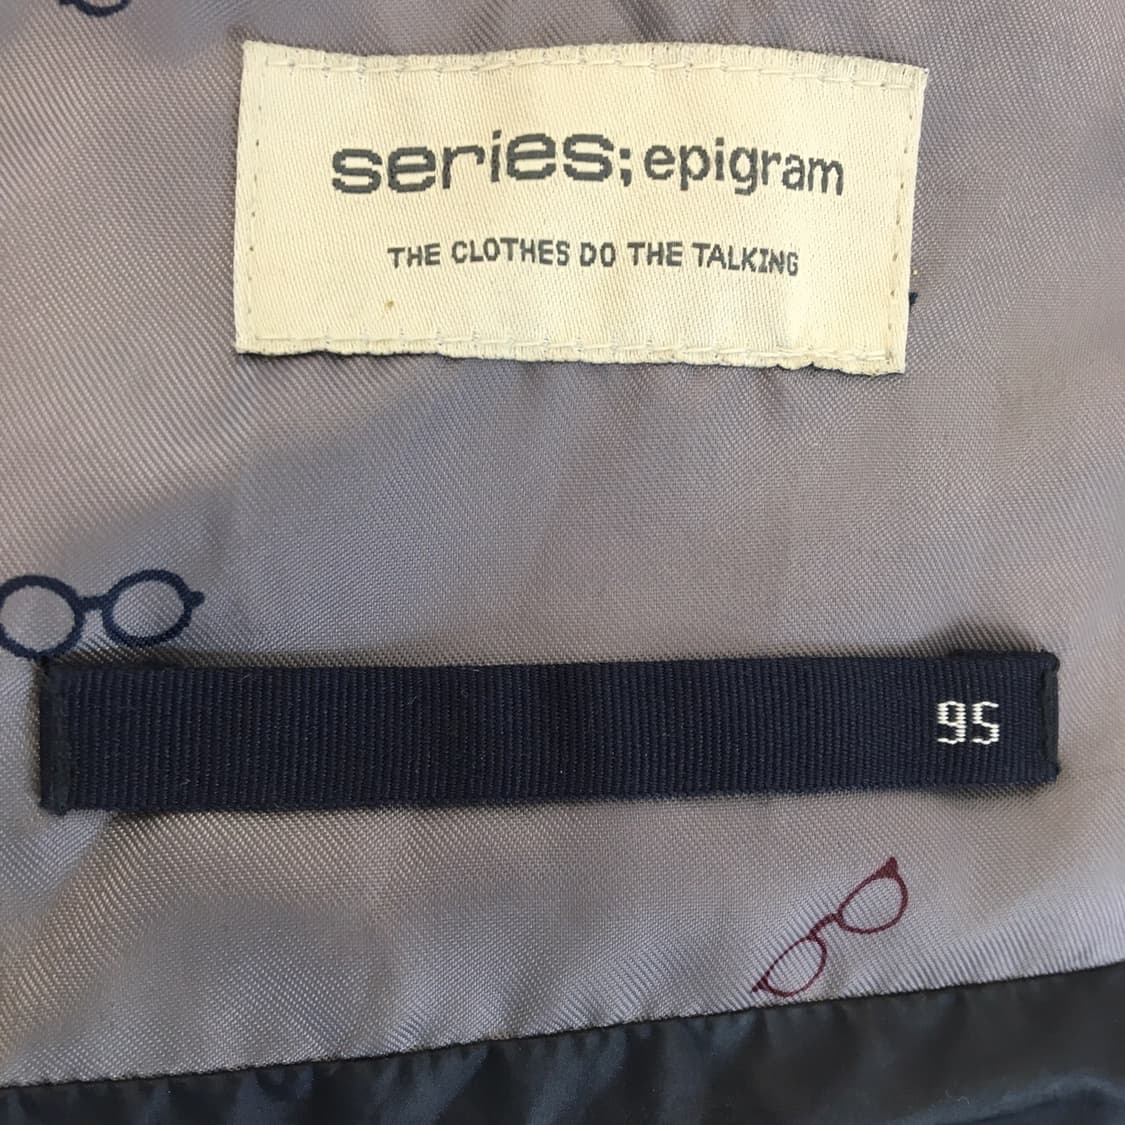 series; epigram
THE CLOTHES DO THE TALKING
95